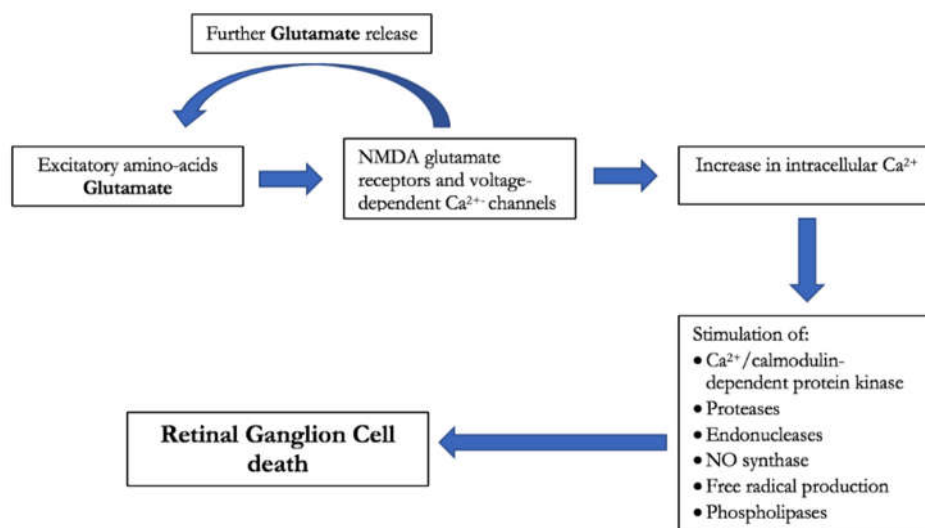 Further Glutamate release
Excitatory amino-acids
Glutamate
NMDA glutamate
receptors and voltage-
dependent Ca²⁺⁻ channels
Increase in intracellular Ca²⁺
Stimulation of:
• Ca²⁺/calmodulin-
dependent protein kinase
• Proteases
• Endonucleases
• NO synthase
• Free radical production
• Phospholipases
Retinal Ganglion Cell
death